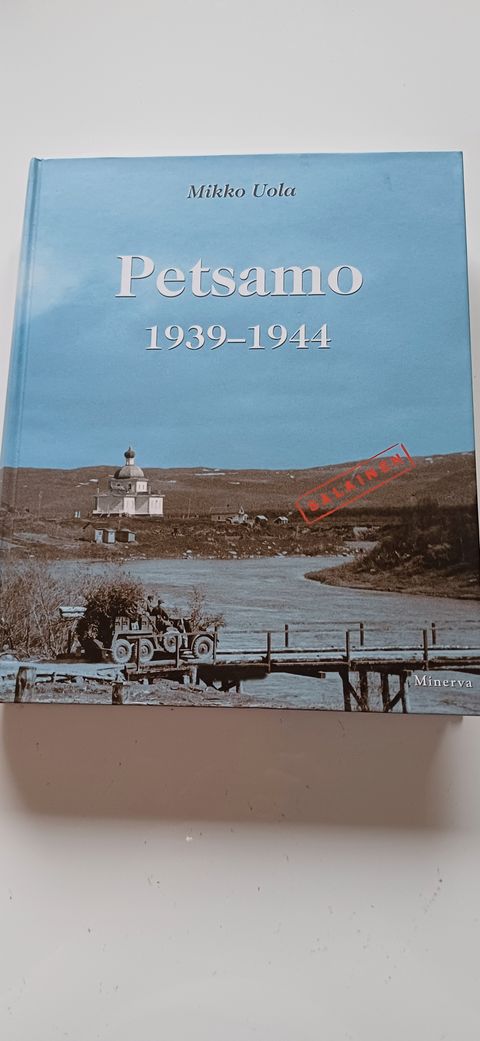 Mikko Uola
Petsamo
1939–1944
SALAINEN
Minerva